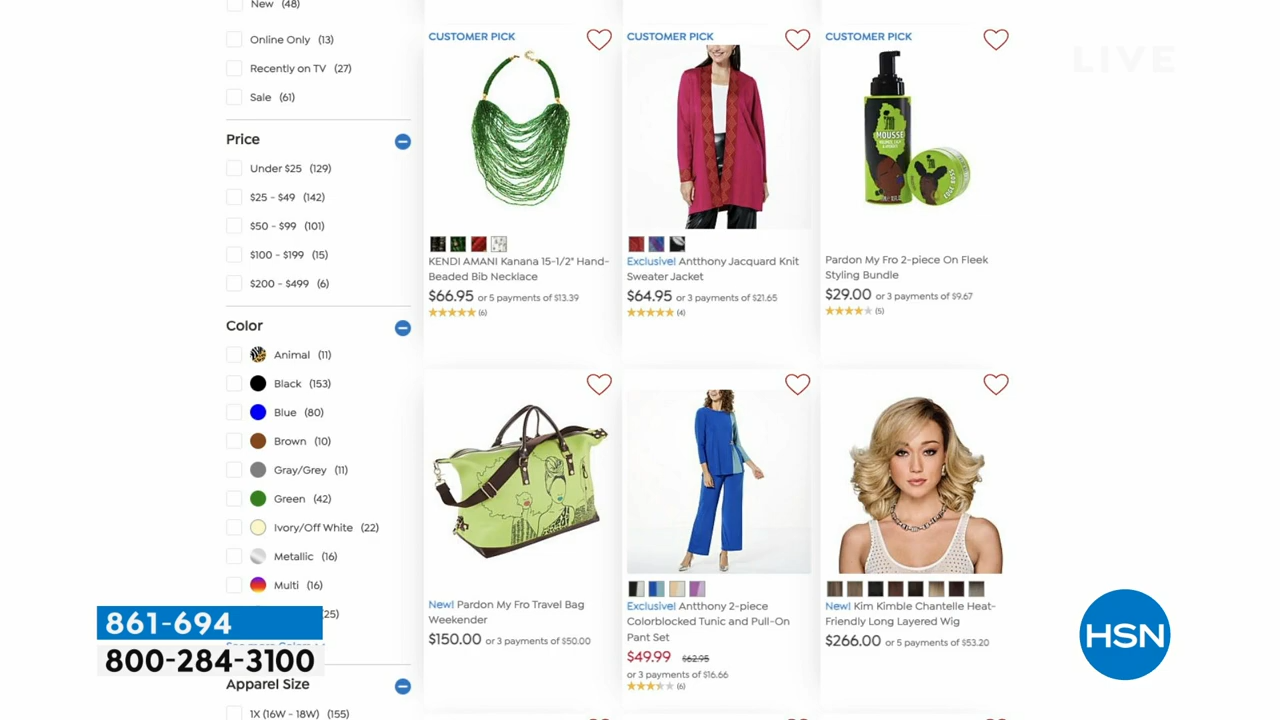 New (48)
Online Only (13)
Recently on TV (27)
Sale (61)
Price
Under $25 (129)
$25 - $49 (142)
$50 - $99 (101)
$100 - $199 (15)
$200 - $499 (6)
Color
Animal (11)
Black (153)
Blue (80)
Brown (10)
Gray/Grey (11)
Green (42)
Ivory/Off White (22)
Metallic (16)
Multi (16)
(25)
861-694
800-284-3100
Apparel Size
1X (16W - 18W) (155)
CUSTOMER PICK
KENDI AMANI Kanana 15-1/2" Hand-
Beaded Bib Necklace
$66.95 or 5 payments of $13.39
(6)
CUSTOMER PICK
Exclusive! Antthony Jacquard Knit
Sweater Jacket
$64.95 or 3 payments of $21.65
(4)
CUSTOMER PICK
MOUSSE
EDGE BOSS
Pardon My Fro 2-piece On Fleek
Styling Bundle
$29.00 or 3 payments of $9.67
(5)
New! Pardon My Fro Travel Bag
Weekender
$150.00 or 3 payments of $50.00
Exclusive! Antthony 2-piece
Colorblocked Tunic and Pull-On
Pant Set
$49.99 $62.95
or 3 payments of $16.66
(6)
New! Kim Kimble Chantelle Heat-
Friendly Long Layered Wig
$266.00 or 5 payments of $53.20
LIVE
HSN